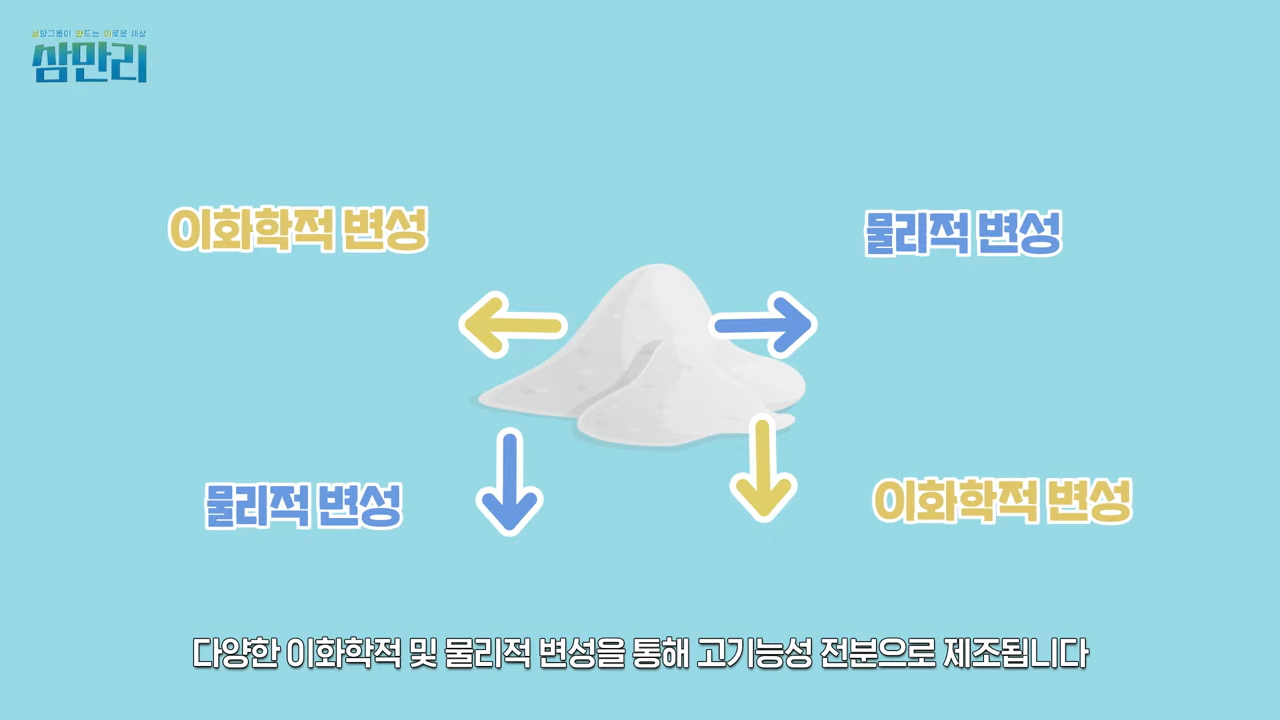 삼양그룹이 만드는 이로운 세상
삼만리
이화학적 변성
물리적 변성
물리적 변성
이화학적 변성
다양한 이화학적 및 물리적 변성을 통해 고기능성 전분으로 제조됩니다